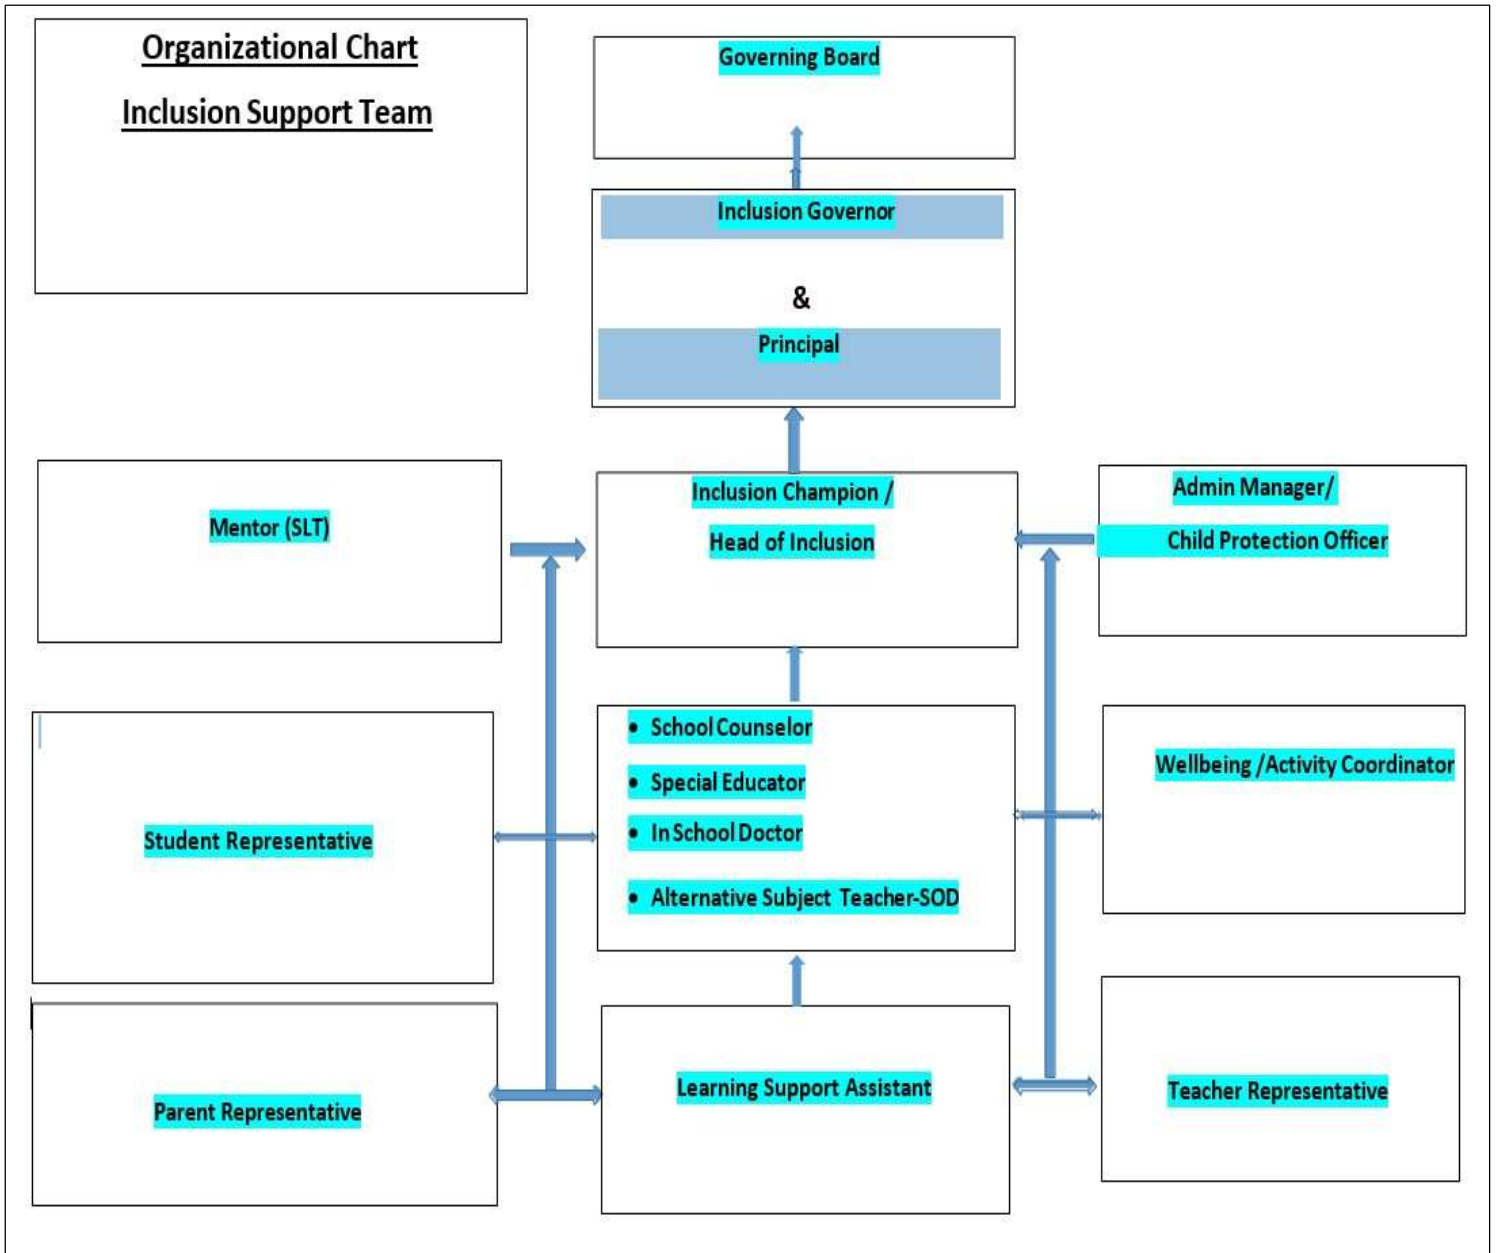 Organizational Chart
Inclusion Support Team
Governing Board
Inclusion Governor
&
Principal
Mentor (SLT)
Inclusion Champion /
Head of Inclusion
Admin Manager/
Child Protection Officer
Student Representative
• School Counselor
• Special Educator
• In School Doctor
• Alternative Subject Teacher-SOD
Wellbeing /Activity Coordinator
Parent Representative
Learning Support Assistant
Teacher Representative